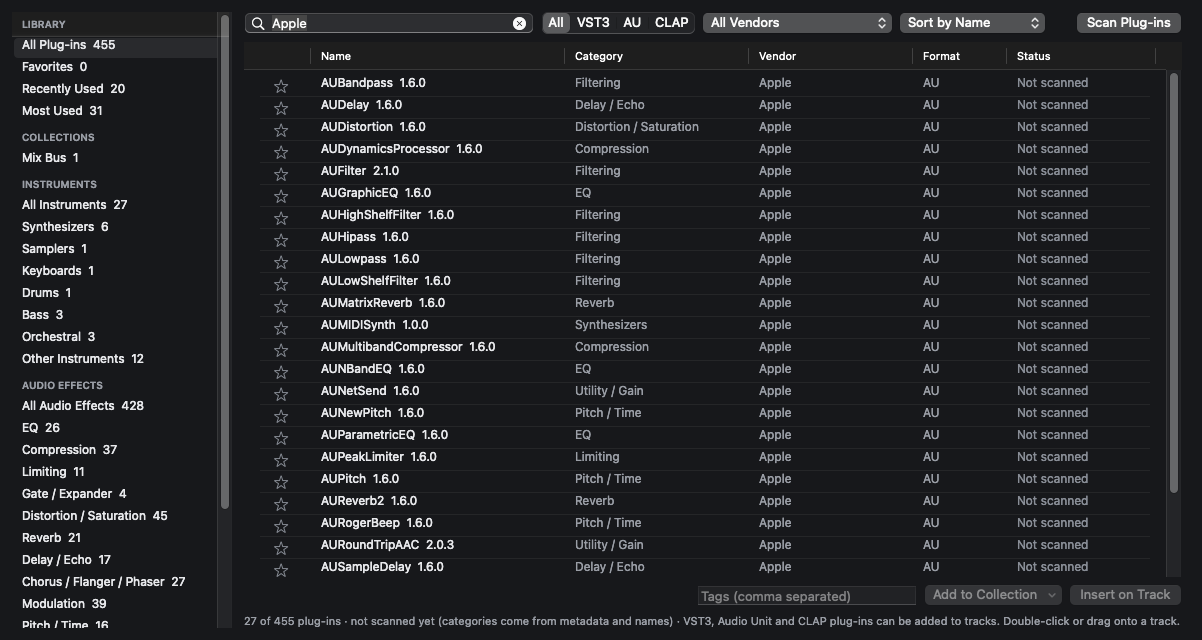 LIBRARY
All Plug-ins 455
Favorites 0
Recently Used 20
Most Used 31
COLLECTIONS
Mix Bus 1
INSTRUMENTS
All Instruments 27
Synthesizers 6
Samplers 1
Keyboards 1
Drums 1
Bass 3
Orchestral 3
Other Instruments 12
AUDIO EFFECTS
All Audio Effects 428
EQ 26
Compression 37
Limiting 11
Gate / Expander 4
Distortion / Saturation 45
Reverb 21
Delay / Echo 17
Chorus / Flanger / Phaser 27
Modulation 39
Pitch / Time 16
Apple All VST3 AU CLAP All Vendors Sort by Name Scan Plug-ins
Name Category Vendor Format Status
AUBandpass 1.6.0 Filtering Apple AU Not scanned
AUDelay 1.6.0 Delay / Echo Apple AU Not scanned
AUDistortion 1.6.0 Distortion / Saturation Apple AU Not scanned
AUDynamicsProcessor 1.6.0 Compression Apple AU Not scanned
AUFilter 2.1.0 Filtering Apple AU Not scanned
AUGraphicEQ 1.6.0 EQ Apple AU Not scanned
AUHighShelfFilter 1.6.0 Filtering Apple AU Not scanned
AUHipass 1.6.0 Filtering Apple AU Not scanned
AULowpass 1.6.0 Filtering Apple AU Not scanned
AULowShelfFilter 1.6.0 Filtering Apple AU Not scanned
AUMatrixReverb 1.6.0 Reverb Apple AU Not scanned
AUMIDISynth 1.0.0 Synthesizers Apple AU Not scanned
AUMultibandCompressor 1.6.0 Compression Apple AU Not scanned
AUNBandEQ 1.6.0 EQ Apple AU Not scanned
AUNetSend 1.6.0 Utility / Gain Apple AU Not scanned
AUNewPitch 1.6.0 Pitch / Time Apple AU Not scanned
AUParametricEQ 1.6.0 EQ Apple AU Not scanned
AUPeakLimiter 1.6.0 Limiting Apple AU Not scanned
AUPitch 1.6.0 Pitch / Time Apple AU Not scanned
AUReverb2 1.6.0 Reverb Apple AU Not scanned
AURogerBeep 1.6.0 Pitch / Time Apple AU Not scanned
AURoundTripAAC 2.0.3 Utility / Gain Apple AU Not scanned
AUSampleDelay 1.6.0 Delay / Echo Apple AU Not scanned
Tags (comma separated) Add to Collection Insert on Track
27 of 455 plug-ins · not scanned yet (categories come from metadata and names) · VST3, Audio Unit and CLAP plug-ins can be added to tracks. Double-click or drag onto a track.